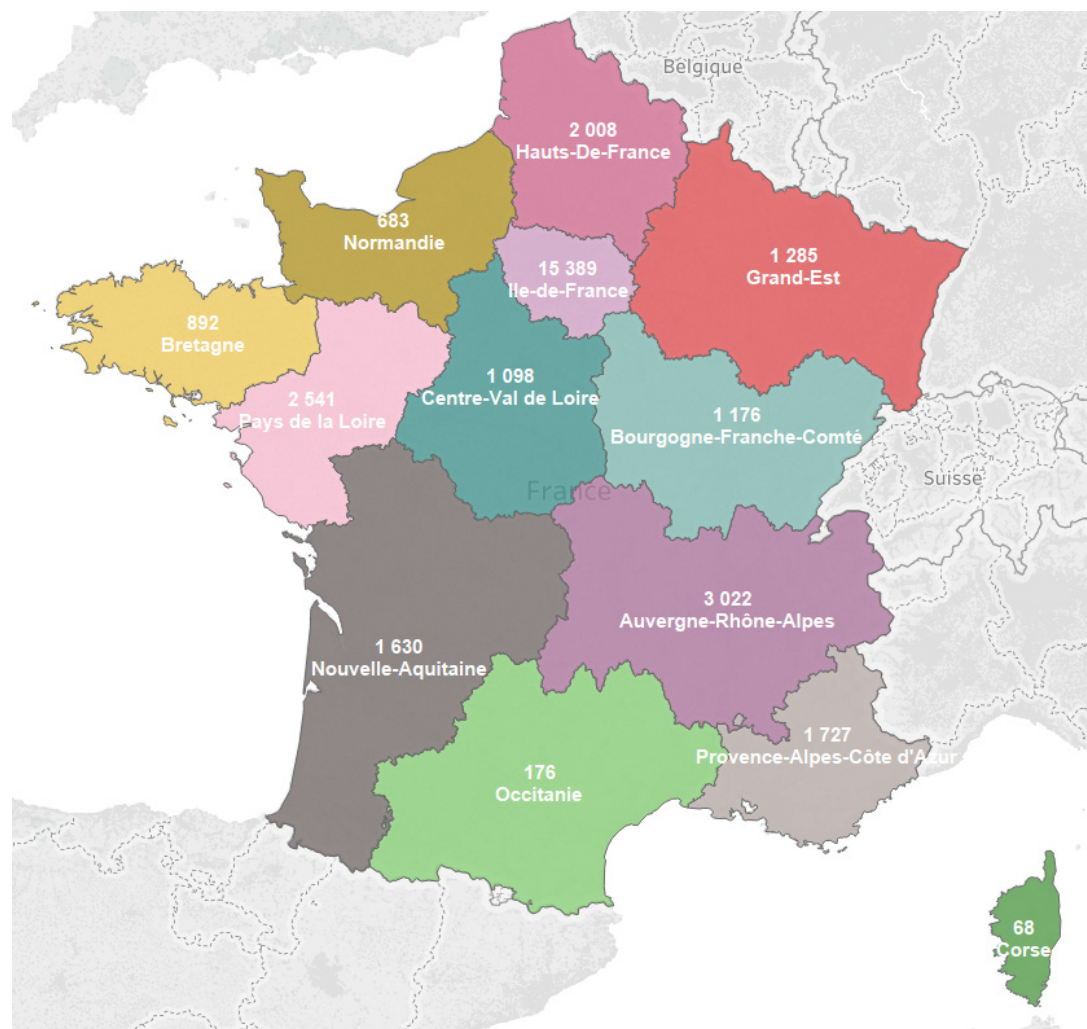 Belgique
2 008
Hauts-De-France
683
Normandie
15 389
Ile-de-France
1 285
Grand-Est
892
Bretagne
2 541
Pays de la Loire
1 098
Centre-Val de Loire
1 176
Bourgogne-Franche-Comté
Suisse
France
3 022
Auvergne-Rhône-Alpes
1 630
Nouvelle-Aquitaine
1 727
Provence-Alpes-Côte d'Azur
176
Occitanie
68
Corse